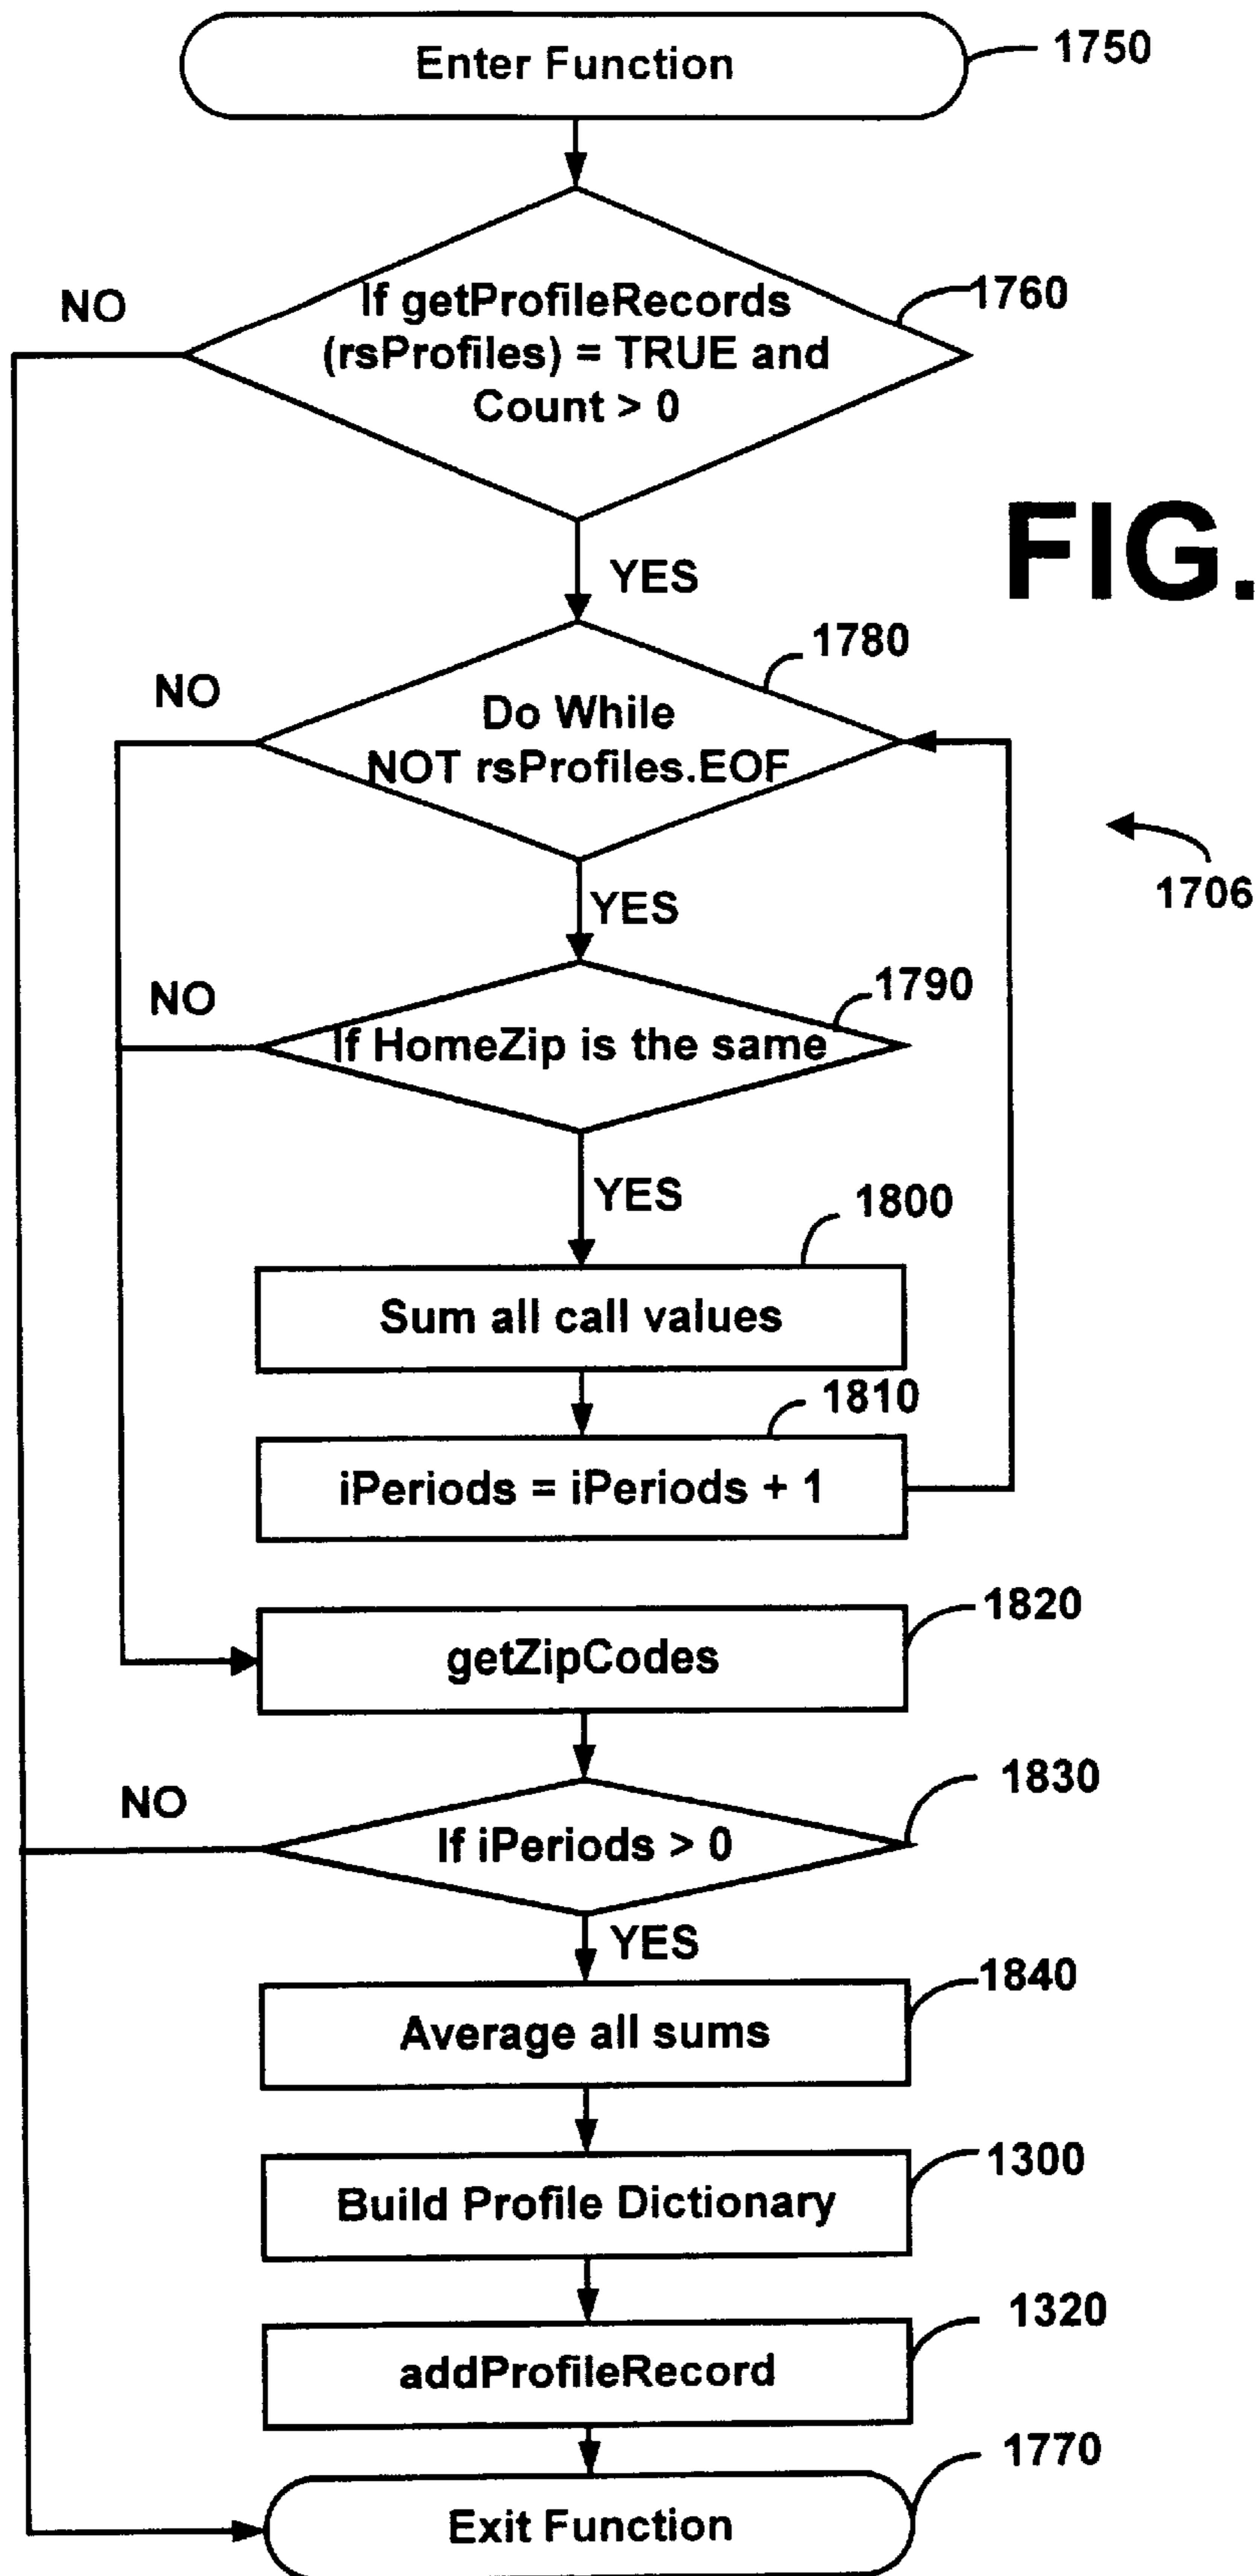 Enter Function
1750
NO
If getProfileRecords
(rsProfiles) = TRUE and
Count > 0
1760
FIG.
YES
1780
NO
Do While
NOT rsProfiles.EOF
1706
YES
1790
NO
If HomeZip is the same
YES
1800
Sum all call values
1810
iPeriods = iPeriods + 1
1820
getZipCodes
1830
NO
If iPeriods > 0
YES
1840
Average all sums
1300
Build Profile Dictionary
1320
addProfileRecord
1770
Exit Function